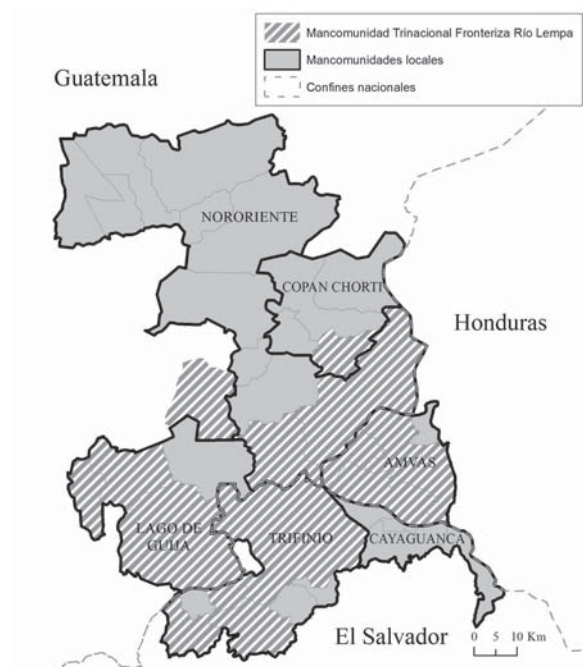 Mancomunidad Trinacional Fronteriza Río Lempa
Mancomunidades locales
Confines nacionales
Guatemala
NORORIENTE
COPAN CHORTI
Honduras
AMVAS
LAGO DE
GUIJA
TRIFINIO
CAYAGUANCA
El Salvador
0 5 10 Km